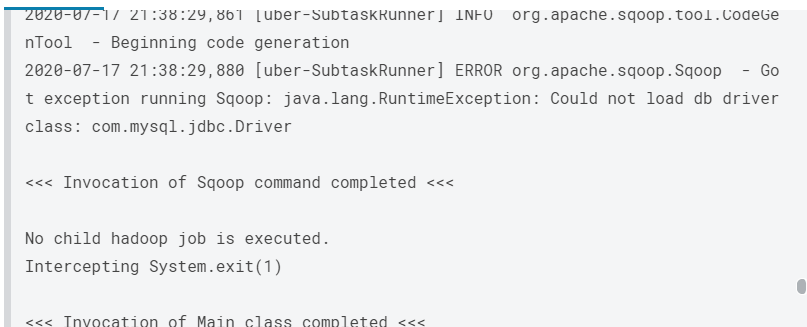 2020-07-17 21:38:29,861 [uber-SubtaskRunner] INFO  org.apache.sqoop.tool.CodeGe
nTool  - Beginning code generation
2020-07-17 21:38:29,880 [uber-SubtaskRunner] ERROR org.apache.sqoop.Sqoop  - Go
t exception running Sqoop: java.lang.RuntimeException: Could not load db driver
class: com.mysql.jdbc.Driver
<<< Invocation of Sqoop command completed <<<
No child hadoop job is executed.
Intercepting System.exit(1)
<<< Invocation of Main class completed <<<